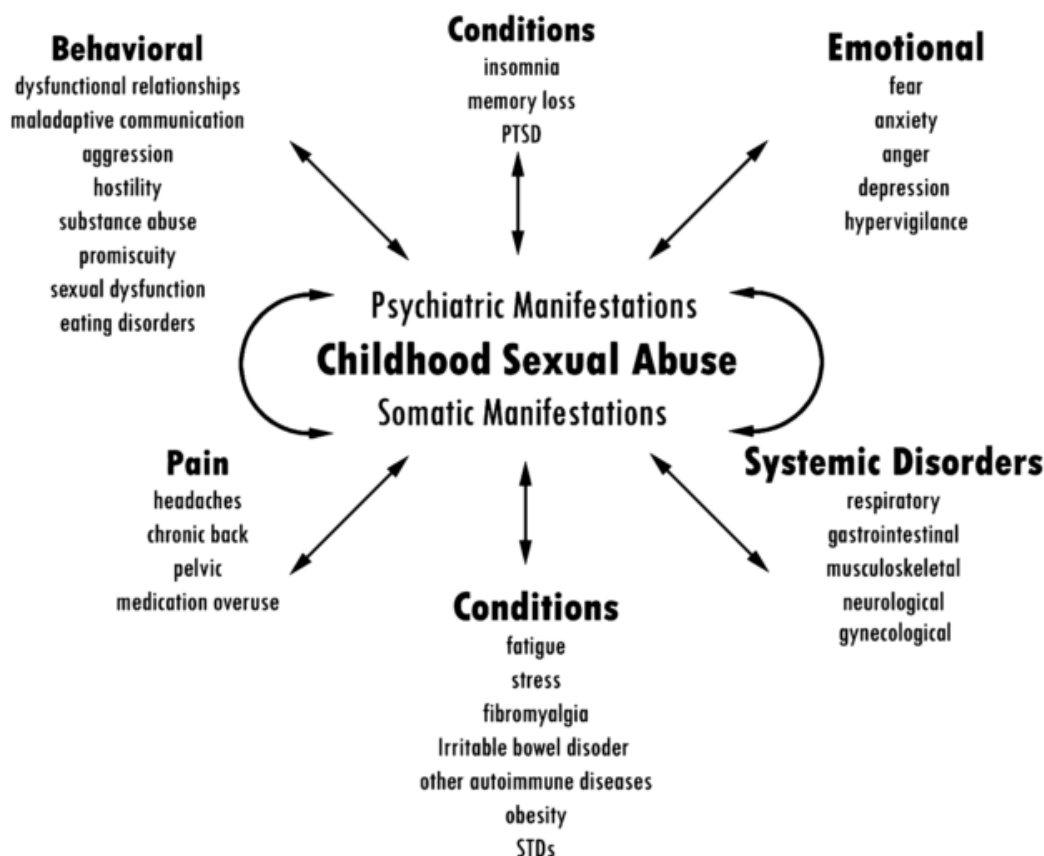 Behavioral
dysfunctional relationships
maladaptive communication
aggression
hostility
substance abuse
promiscuity
sexual dysfunction
eating disorders
Conditions
insomnia
memory loss
PTSD
Emotional
fear
anxiety
anger
depression
hypervigilance
Psychiatric Manifestations
Childhood Sexual Abuse
Somatic Manifestations
Pain
headaches
chronic back
pelvic
medication overuse
Conditions
fatigue
stress
fibromyalgia
Irritable bowel disoder
other autoimmune diseases
obesity
STDs
Systemic Disorders
respiratory
gastrointestinal
musculoskeletal
neurological
gynecological